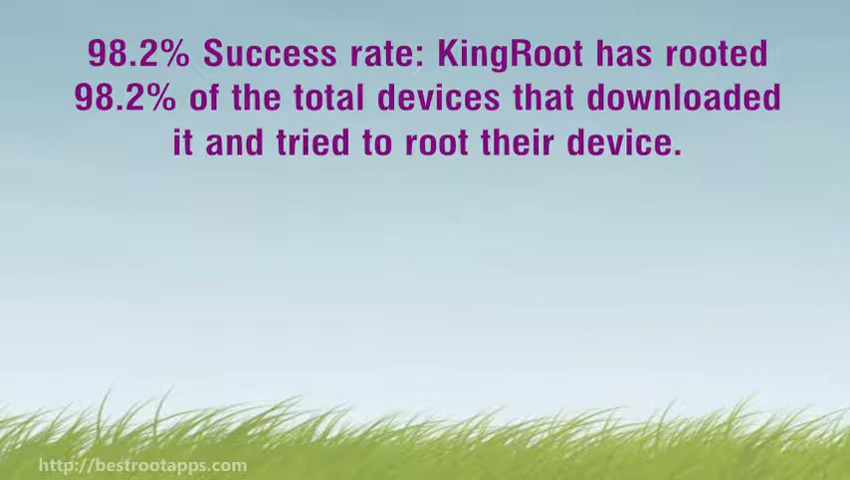 98.2% Success rate: KingRoot has rooted
98.2% of the total devices that downloaded
it and tried to root their device.
http://bestrootapps.com